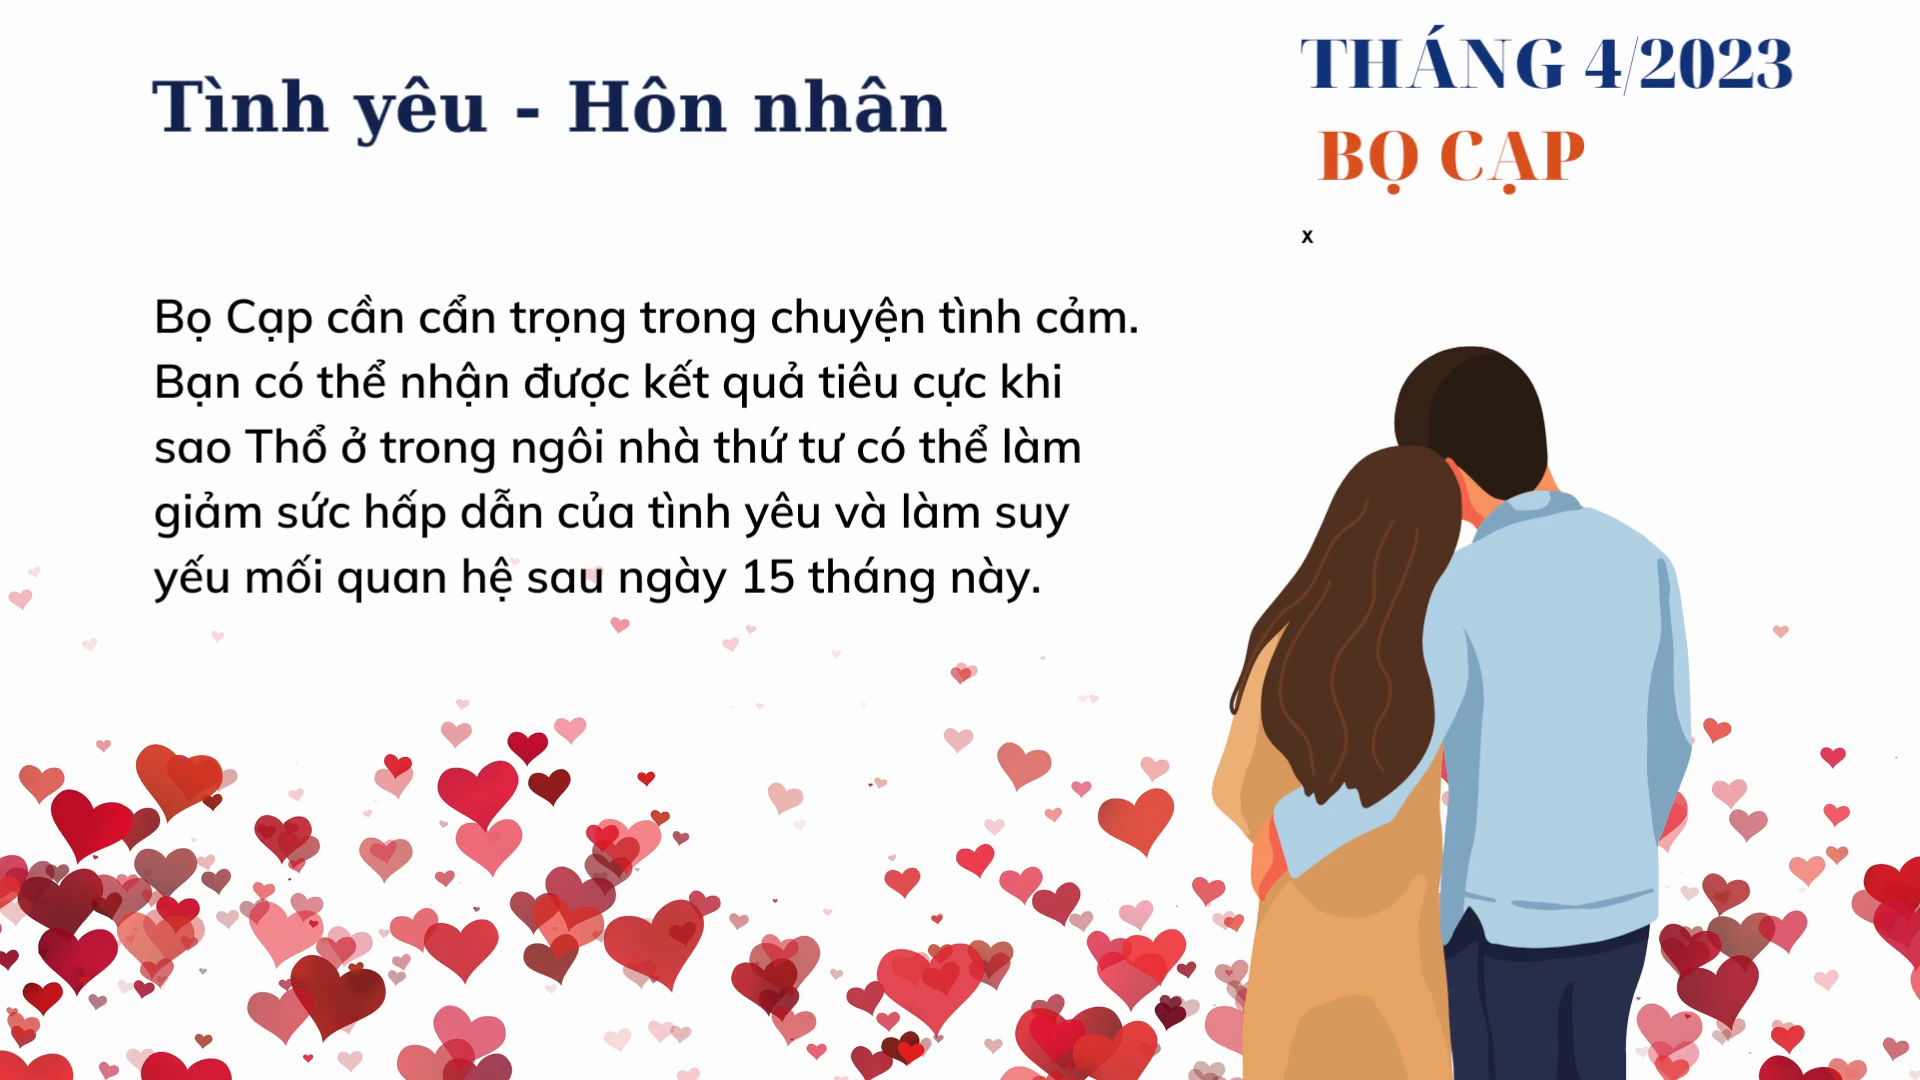 Tình yêu - Hôn nhân
THÁNG 4/2023
BỌ CẠP
x
Bọ Cạp cần cẩn trọng trong chuyện tình cảm.
Bạn có thể nhận được kết quả tiêu cực khi
sao Thổ ở trong ngôi nhà thứ tư có thể làm
giảm sức hấp dẫn của tình yêu và làm suy
yếu mối quan hệ sau ngày 15 tháng này.